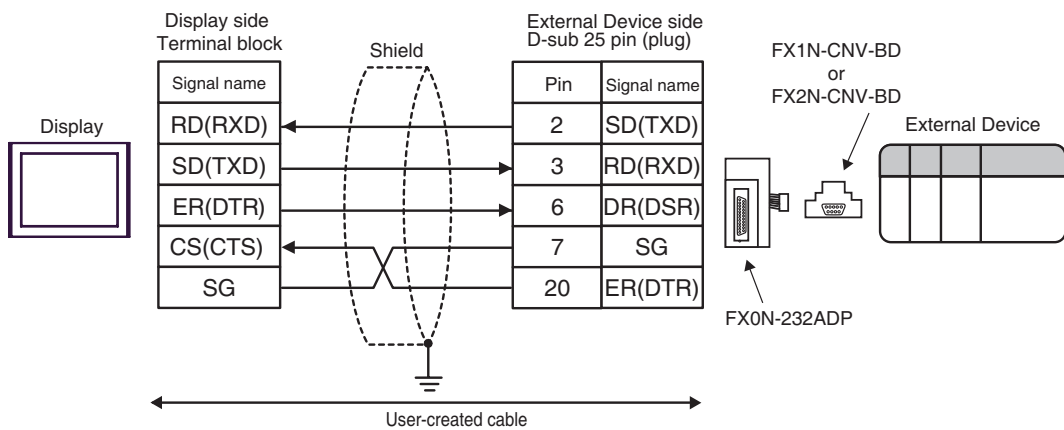 Display side
Terminal block
Shield
External Device side
D-sub 25 pin (plug)
FX1N-CNV-BD
or
FX2N-CNV-BD
Display
External Device
Signal name
Pin
Signal name
RD(RXD)
2
SD(TXD)
SD(TXD)
3
RD(RXD)
ER(DTR)
6
DR(DSR)
CS(CTS)
7
SG
SG
20
ER(DTR)
FX0N-232ADP
User-created cable